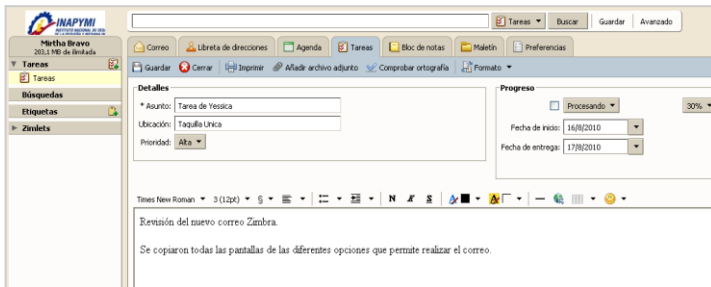 INAPYMI
Tareas Buscar Guardar Avanzado
Mirtha Bravo
203,1 MB de ilimitada
Correo Libreta de direcciones Agenda Tareas Bloc de notas Maletín Preferencias
Tareas
Tareas
Búsquedas
Etiquetas
Zimlets
Guardar Cerrar Imprimir Añadir archivo adjunto Comprobar ortografía Formato
Detalles
* Asunto: Tarea de Yessica
Ubicación: Taquilla Unica
Prioridad: Alta
Progreso
Procesando 30%
Fecha de inicio: 16/8/2010
Fecha de entrega: 17/8/2010
Times New Roman 3 (12pt) § N K S
Revisión del nuevo correo Zimbra.
Se copiaron todas las pantallas de las diferentes opciones que permite realizar el correo.